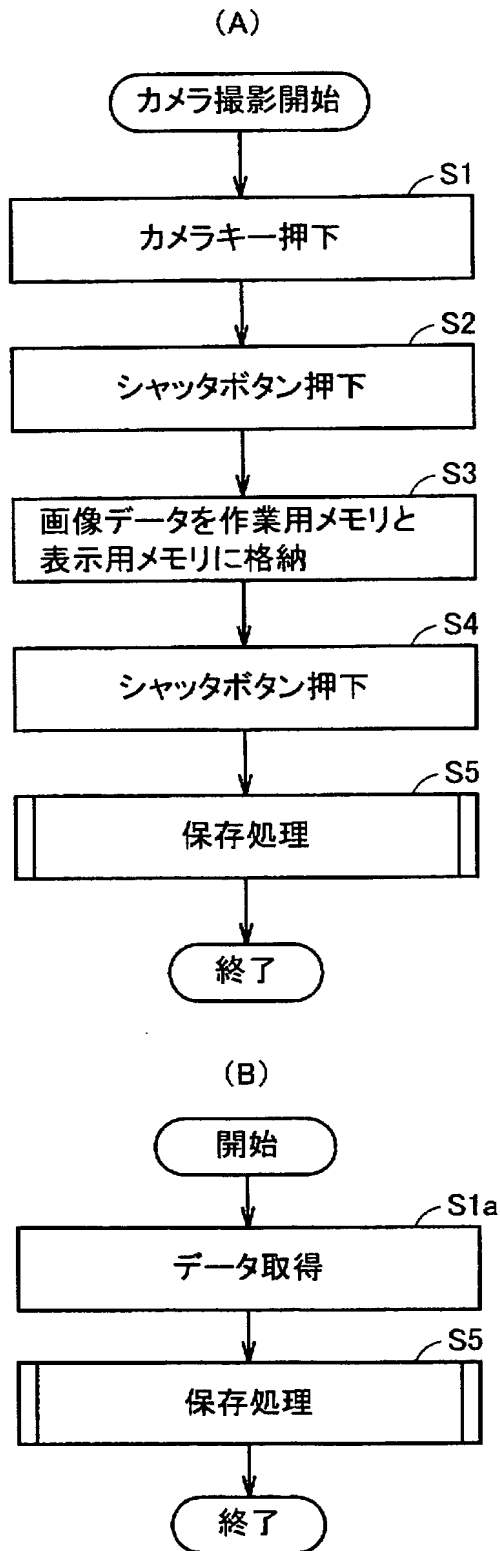 (A)
カメラ撮影開始
S1
カメラキー押下
S2
シャッタボタン押下
S3
画像データを作業用メモリと
表示用メモリに格納
S4
シャッタボタン押下
S5
保存処理
終了
(B)
開始
S1a
データ取得
S5
保存処理
終了